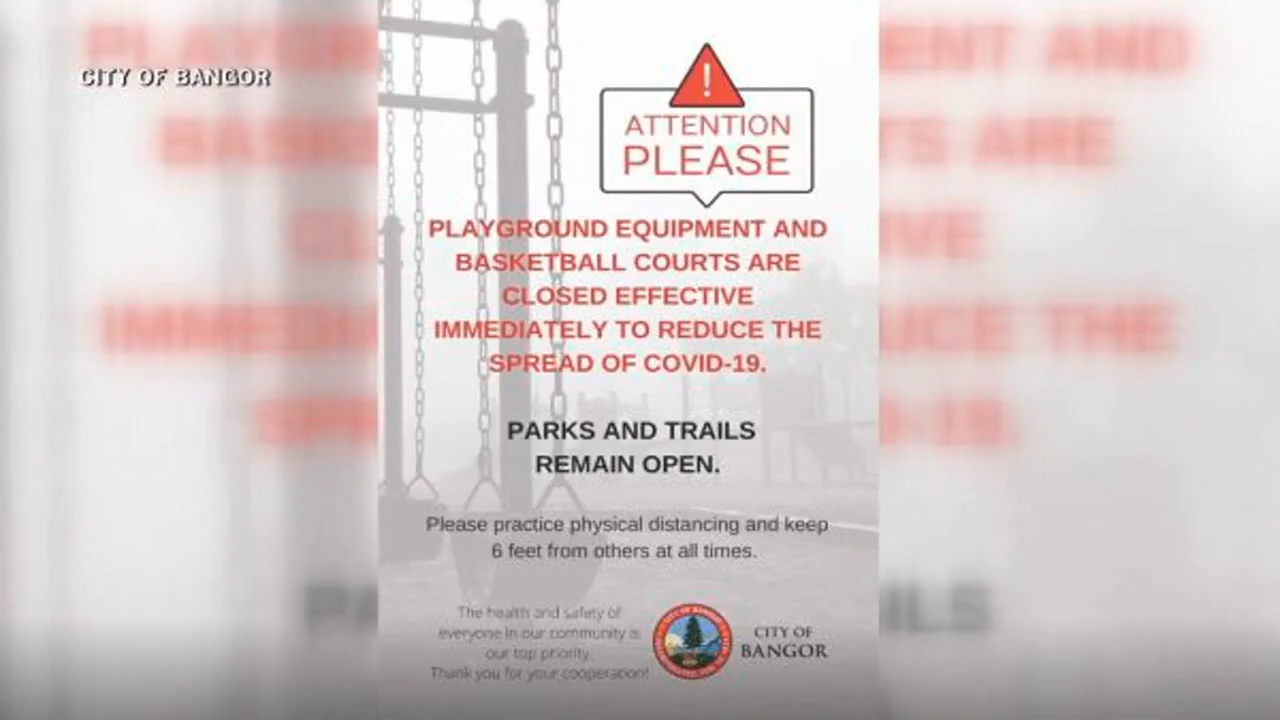 CITY OF BANGOR
!
ATTENTION
PLEASE
PLAYGROUND EQUIPMENT AND
BASKETBALL COURTS ARE
CLOSED EFFECTIVE
IMMEDIATELY TO REDUCE THE
SPREAD OF COVID-19.
PARKS AND TRAILS
REMAIN OPEN.
Please practice physical distancing and keep
6 feet from others at all times.
The health and safety of
everyone in our community is
our top priority.
Thank you for your cooperation!
CITY OF BANGOR
CITY OF
BANGOR